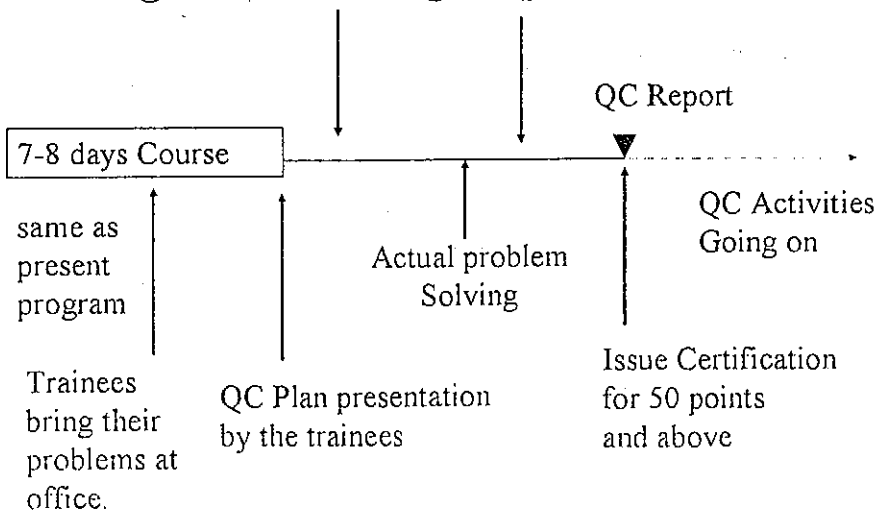 QC Report
7-8 days Course
same as
present
program
QC Activities
Going on
Actual problem
Solving
Trainees
bring their
problems at
office.
QC Plan presentation
by the trainees
Issue Certification
for 50 points
and above